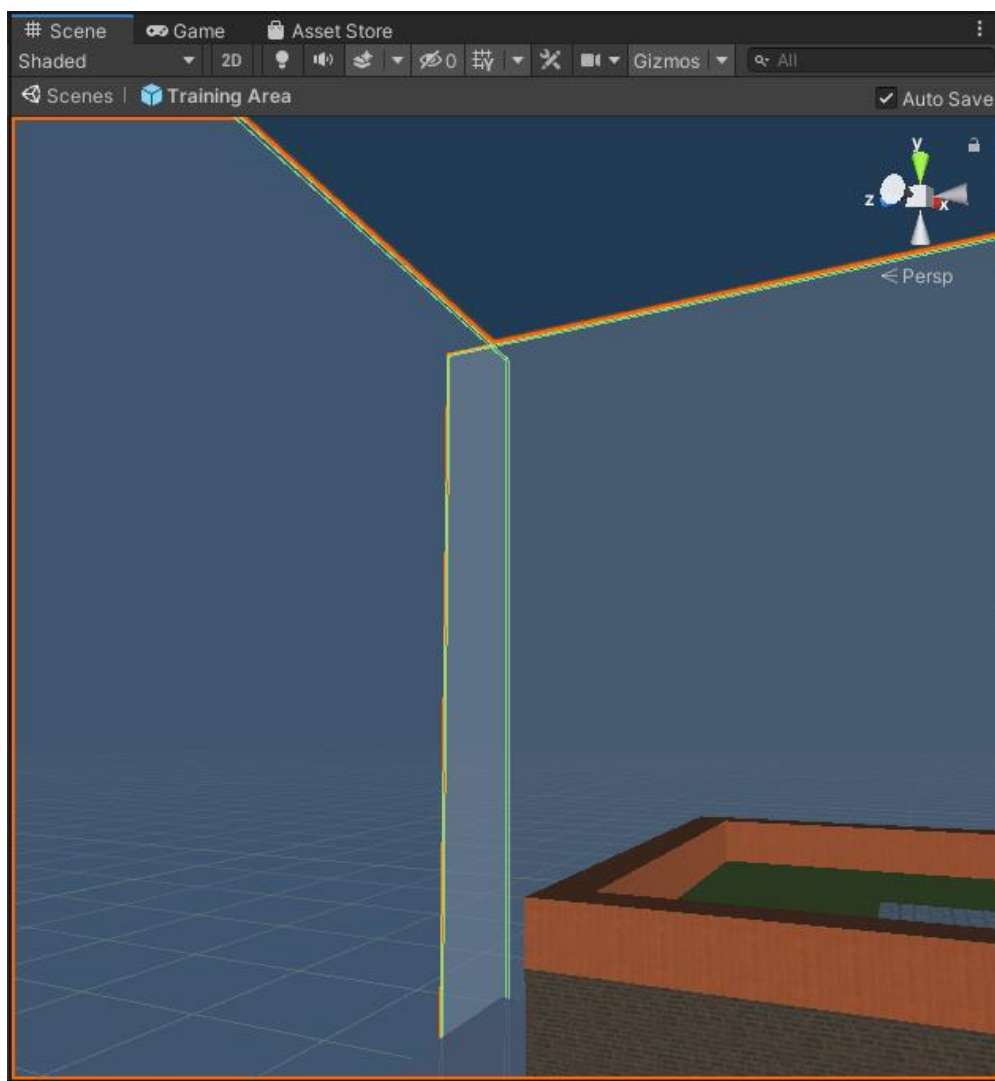 Scene Game Asset Store
Shaded 2D 0 Gizmos All
Scenes | Training Area Auto Save
y
z x
Persp